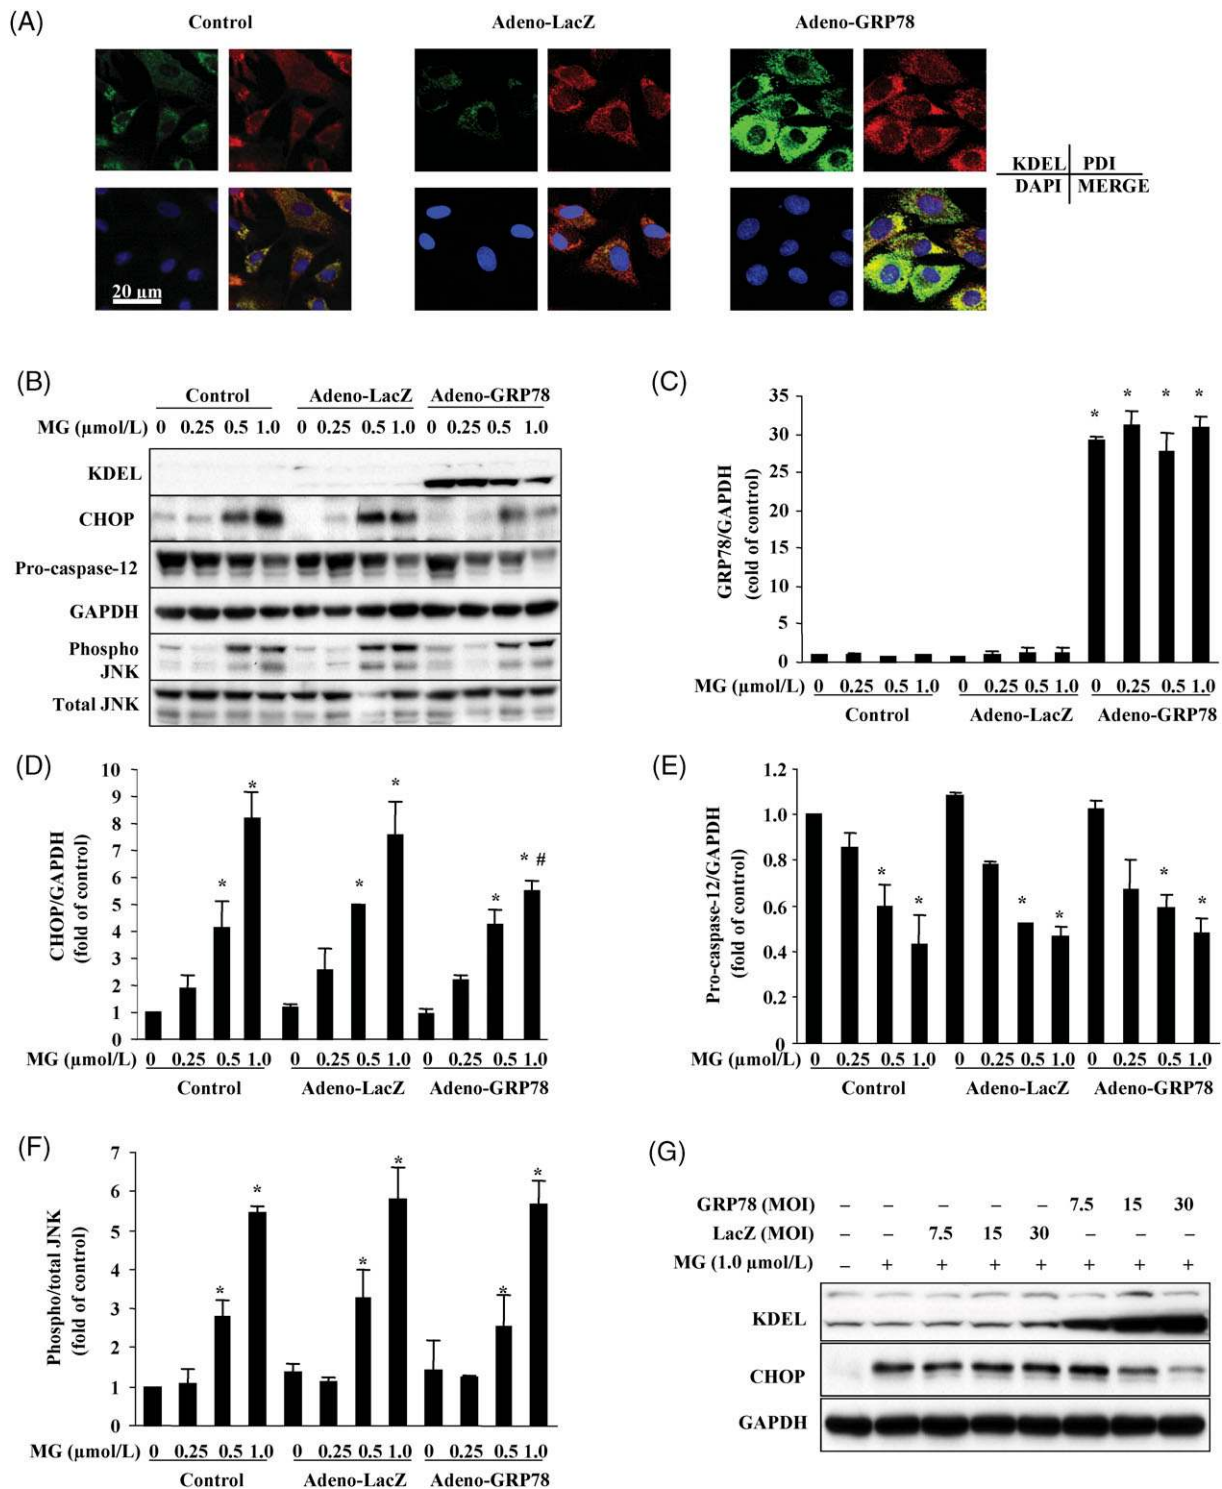 (A)
Control Adeno-LacZ Adeno-GRP78
KDEL PDI
DAPI MERGE
20 µm
(B)
Control Adeno-LacZ Adeno-GRP78
MG (µmol/L) 0 0.25 0.5 1.0 0 0.25 0.5 1.0 0 0.25 0.5 1.0
KDEL
CHOP
Pro-caspase-12
GAPDH
Phospho
JNK
Total JNK
(C)
GRP78/GAPDH
(cold of control)
35
30
25
20
15
10
5
0
* * * *
MG (µmol/L) 0 0.25 0.5 1.0 0 0.25 0.5 1.0 0 0.25 0.5 1.0
Control Adeno-LacZ Adeno-GRP78
(D)
CHOP/GAPDH
(fold of control)
10
9
8
7
6
5
4
3
2
1
0
* * * * * * #
MG (µmol/L) 0 0.25 0.5 1.0 0 0.25 0.5 1.0 0 0.25 0.5 1.0
Control Adeno-LacZ Adeno-GRP78
(E)
Pro-caspase-12/GAPDH
(fold of control)
1.2
1.0
0.8
0.6
0.4
0.2
0
* * * * * *
MG (µmol/L) 0 0.25 0.5 1.0 0 0.25 0.5 1.0 0 0.25 0.5 1.0
Control Adeno-LacZ Adeno-GRP78
(F)
Phospho/total JNK
(fold of control)
7
6
5
4
3
2
1
0
* * * * * *
MG (µmol/L) 0 0.25 0.5 1.0 0 0.25 0.5 1.0 0 0.25 0.5 1.0
Control Adeno-LacZ Adeno-GRP78
(G)
GRP78 (MOI) – – – – – 7.5 15 30
LacZ (MOI) – – 7.5 15 30 – – –
MG (1.0 µmol/L) – + + + + + + +
KDEL
CHOP
GAPDH